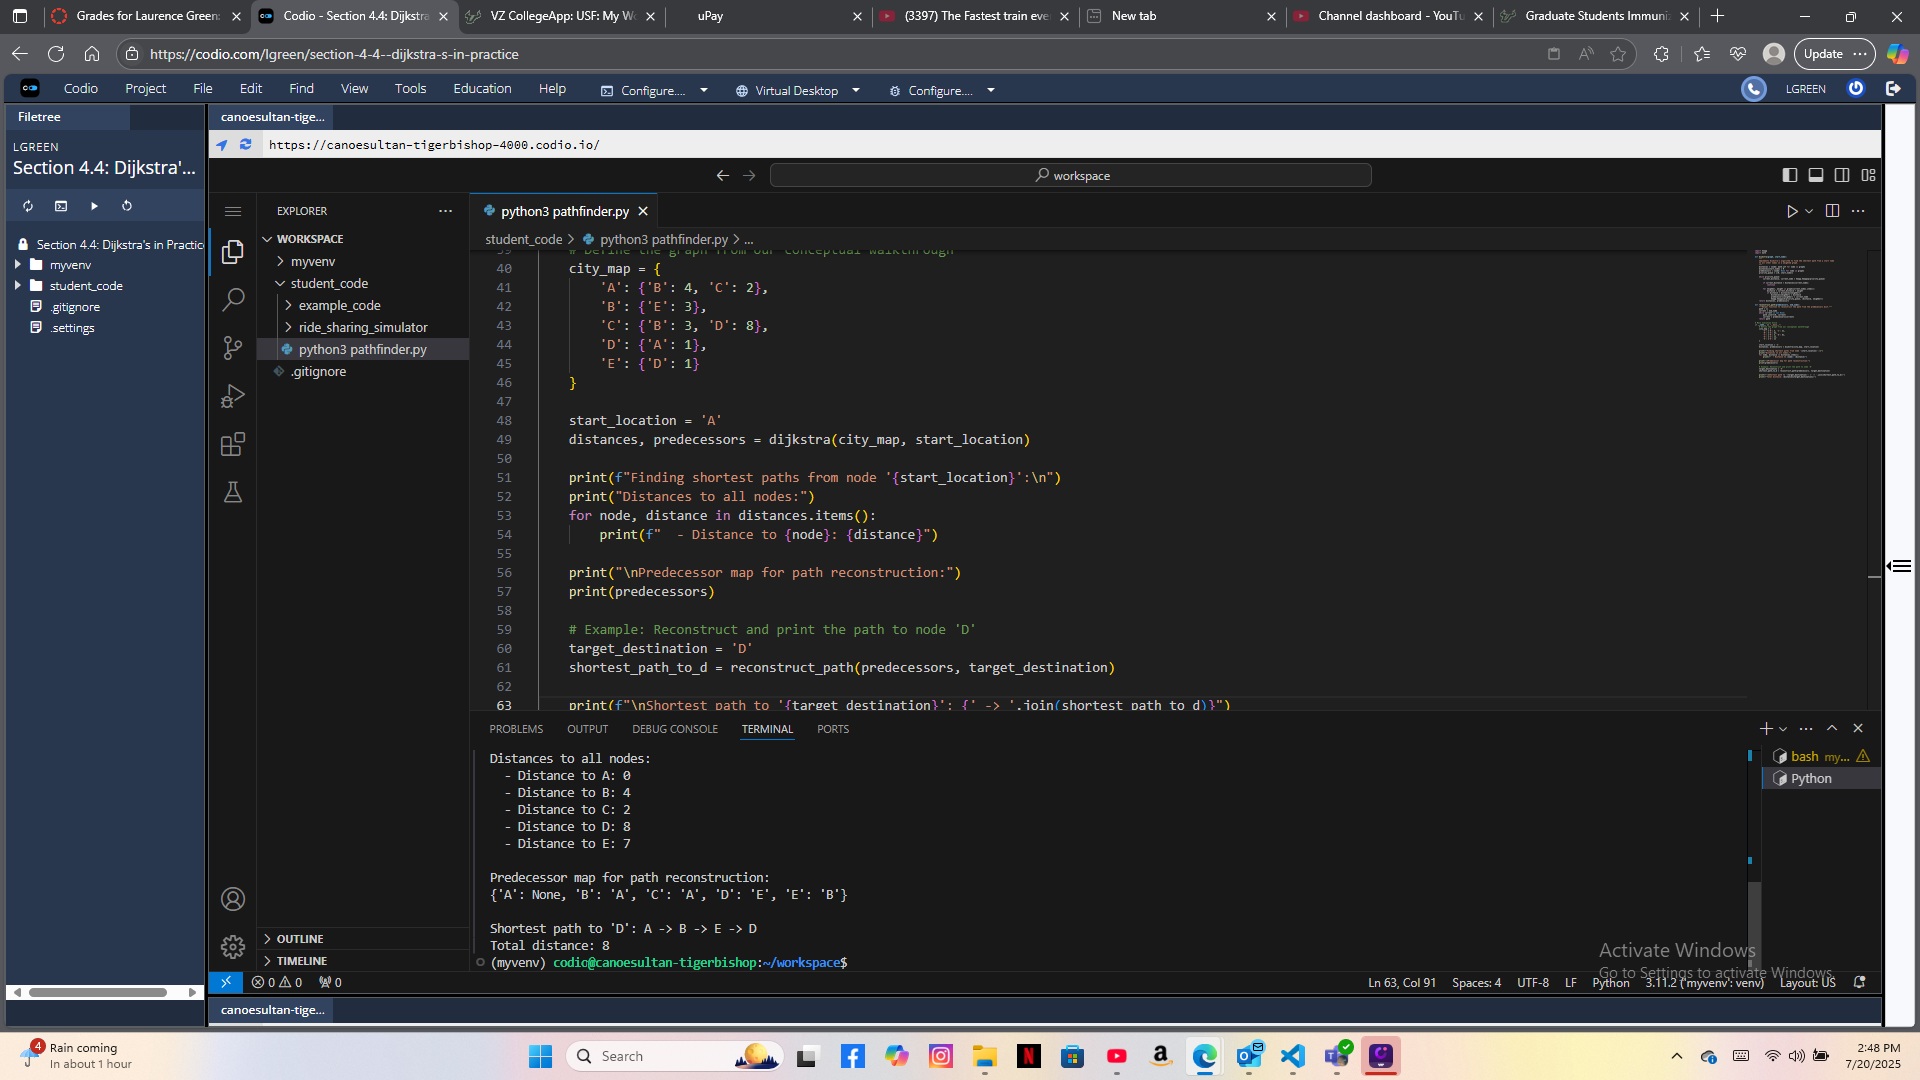 Grades for Laurence Green:
Codio - Section 4.4: Dijkstra
VZ CollegeApp: USF: My W
uPay
(3397) The Fastest train eve
New tab
Channel dashboard - YouTu
Graduate Students Immuni
https://codio.com/lgreen/section-4-4--dijkstra-s-in-practice
Update
Codio Project File Edit Find View Tools Education Help Configure.... Virtual Desktop Configure.... LGREEN
Filetree
canoesultan-tige...
LGREEN
Section 4.4: Dijkstra'...
https://canoesultan-tigerbishop-4000.codio.io/
workspace
Section 4.4: Dijkstra's in Practic
myvenv
student_code
.gitignore
.settings
EXPLORER
WORKSPACE
myvenv
student_code
example_code
ride_sharing_simulator
python3 pathfinder.py
.gitignore
OUTLINE
TIMELINE
python3 pathfinder.py
student_code > python3 pathfinder.py > ...
39 # Define the graph from our Conceptual Walkthrough
40 city_map = {
41 'A': {'B': 4, 'C': 2},
42 'B': {'E': 3},
43 'C': {'B': 3, 'D': 8},
44 'D': {'A': 1},
45 'E': {'D': 1}
46 }
47
48 start_location = 'A'
49 distances, predecessors = dijkstra(city_map, start_location)
50
51 print(f"Finding shortest paths from node '{start_location}':\n")
52 print("Distances to all nodes:")
53 for node, distance in distances.items():
54 print(f"  - Distance to {node}: {distance}")
55
56 print("\nPredecessor map for path reconstruction:")
57 print(predecessors)
58
59 # Example: Reconstruct and print the path to node 'D'
60 target_destination = 'D'
61 shortest_path_to_d = reconstruct_path(predecessors, target_destination)
62
63 print(f"\nShortest path to '{target_destination}': {' -> '.join(shortest_path_to_d)}")
PROBLEMS OUTPUT DEBUG CONSOLE TERMINAL PORTS
Distances to all nodes:
- Distance to A: 0
- Distance to B: 4
- Distance to C: 2
- Distance to D: 8
- Distance to E: 7
Predecessor map for path reconstruction:
{'A': None, 'B': 'A', 'C': 'A', 'D': 'E', 'E': 'B'}
Shortest path to 'D': A -> B -> E -> D
Total distance: 8
(myvenv) codio@canoesultan-tigerbishop:~/workspace$
bash my...
Python
Activate Windows
Go to Settings to activate Windows.
0 0 0
Ln 63, Col 91 Spaces: 4 UTF-8 LF Python 3.11.2 ('myvenv': venv) Layout: US
canoesultan-tige...
4
Rain coming
In about 1 hour
Search
2:48 PM
7/20/2025